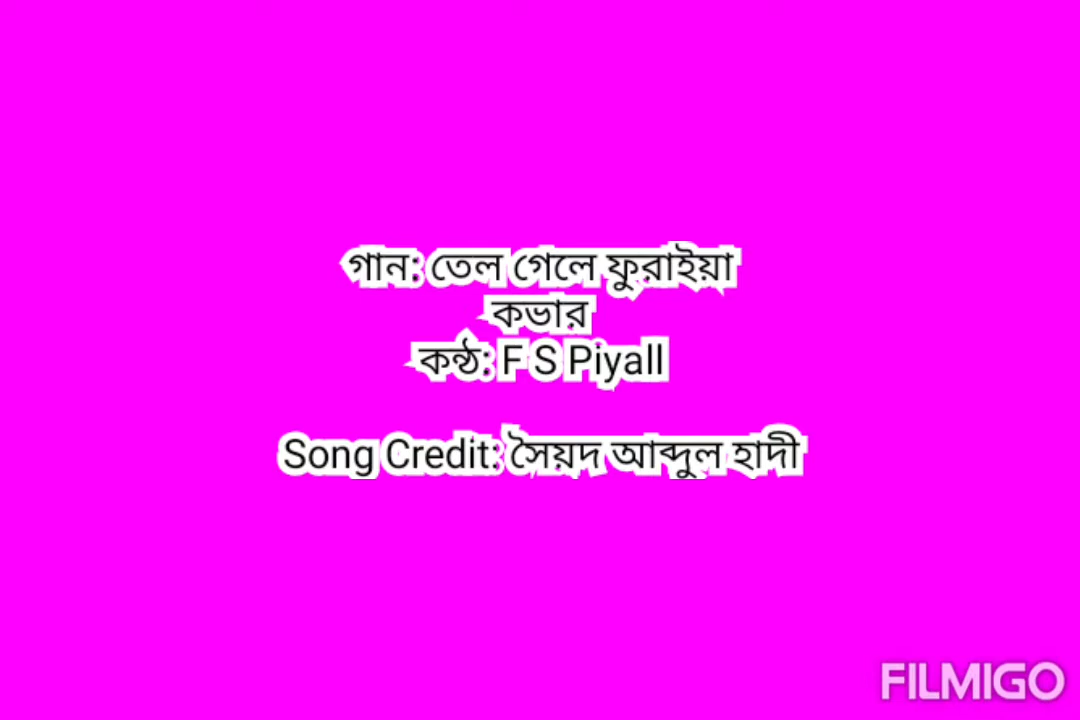 গান: তেল গেলে ফুরাইয়া
কভার
কন্ঠ: F S Piyall
Song Credit: সৈয়দ আব্দুল হাদী
FILMIGO